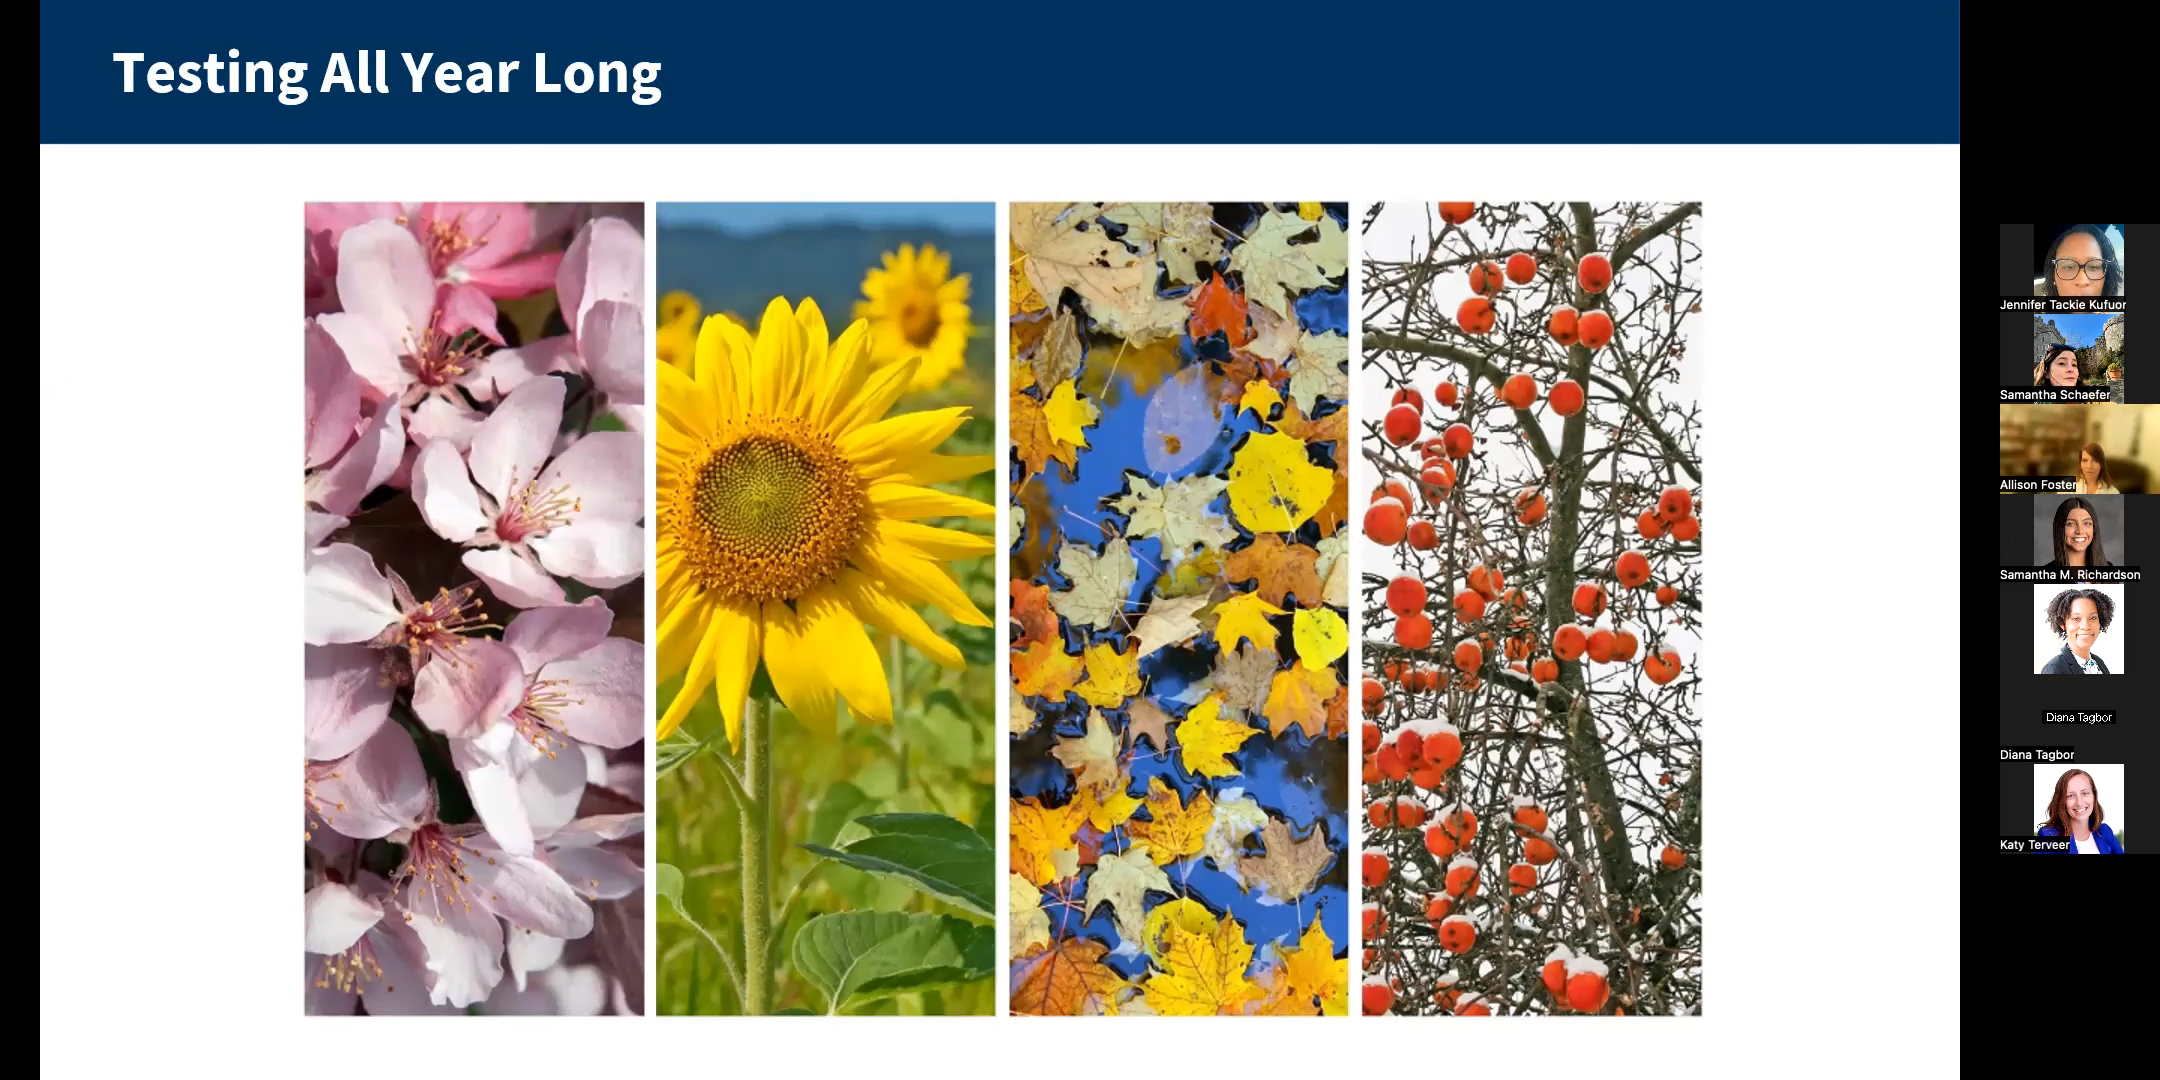 Testing All Year Long
Jennifer Tackie Kufuor
Samantha Schaefer
Allison Foster
Samantha M. Richardson
Diana Tagbor
Diana Tagbor
Katy Terveer